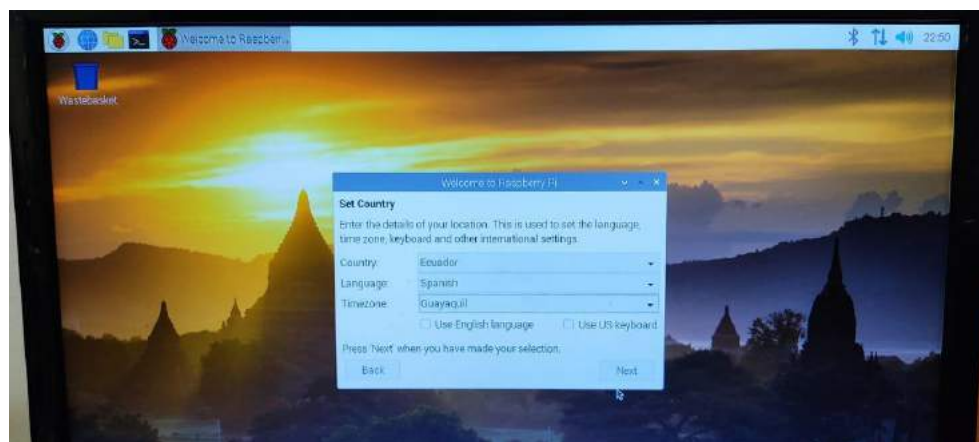 Welcome to Raspberr...
22:50
Wastebasket
Welcome to Raspberry Pi
Set Country
Enter the details of your location. This is used to set the language,
time zone, keyboard and other international settings.
Country: Ecuador
Language: Spanish
Timezone: Guayaquil
Use English language Use US keyboard
Press 'Next' when you have made your selection.
Back Next